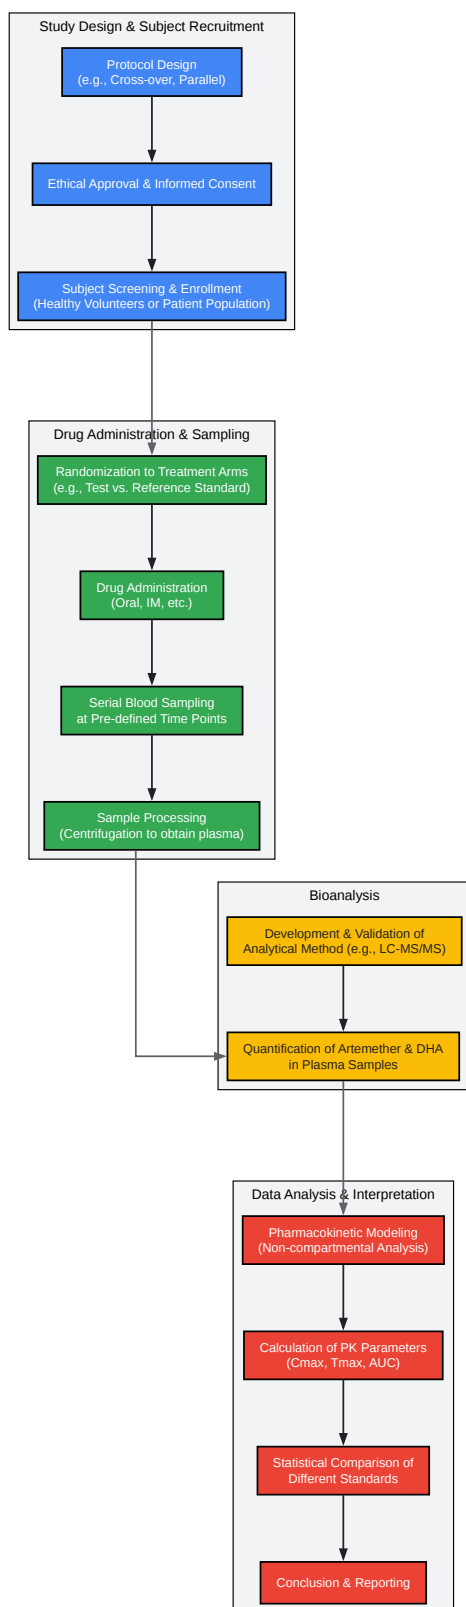 Study Design & Subject Recruitment
Protocol Design
(e.g., Cross-over, Parallel)
Ethical Approval & Informed Consent
Subject Screening & Enrollment
(Healthy Volunteers or Patient Population)
Drug Administration & Sampling
Randomization to Treatment Arms
(e.g., Test vs. Reference Standard)
Drug Administration
(Oral, IM, etc.)
Serial Blood Sampling
at Pre-defined Time Points
Sample Processing
(Centrifugation to obtain plasma)
Bioanalysis
Development & Validation of
Analytical Method (e.g., LC-MS/MS)
Quantification of Artemether & DHA
in Plasma Samples
Data Analysis & Interpretation
Pharmacokinetic Modeling
(Non-compartmental Analysis)
Calculation of PK Parameters
(Cmax, Tmax, AUC)
Statistical Comparison of
Different Standards
Conclusion & Reporting